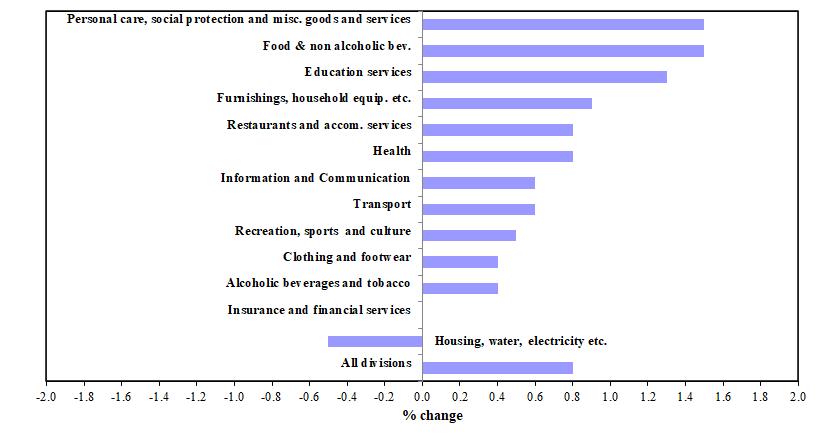 Personal care, social protection and misc. goods and services
Food & non alcoholic bev.
Education services
Furnishings, household equip. etc.
Restaurants and accom. services
Health
Information and Communication
Transport
Recreation, sports and culture
Clothing and footwear
Alcoholic beverages and tobacco
Insurance and financial services
Housing, water, electricity etc.
All divisions
-2.0 -1.8 -1.6 -1.4 -1.2 -1.0 -0.8 -0.6 -0.4 -0.2 0.0 0.2 0.4 0.6 0.8 1.0 1.2 1.4 1.6 1.8 2.0
% change